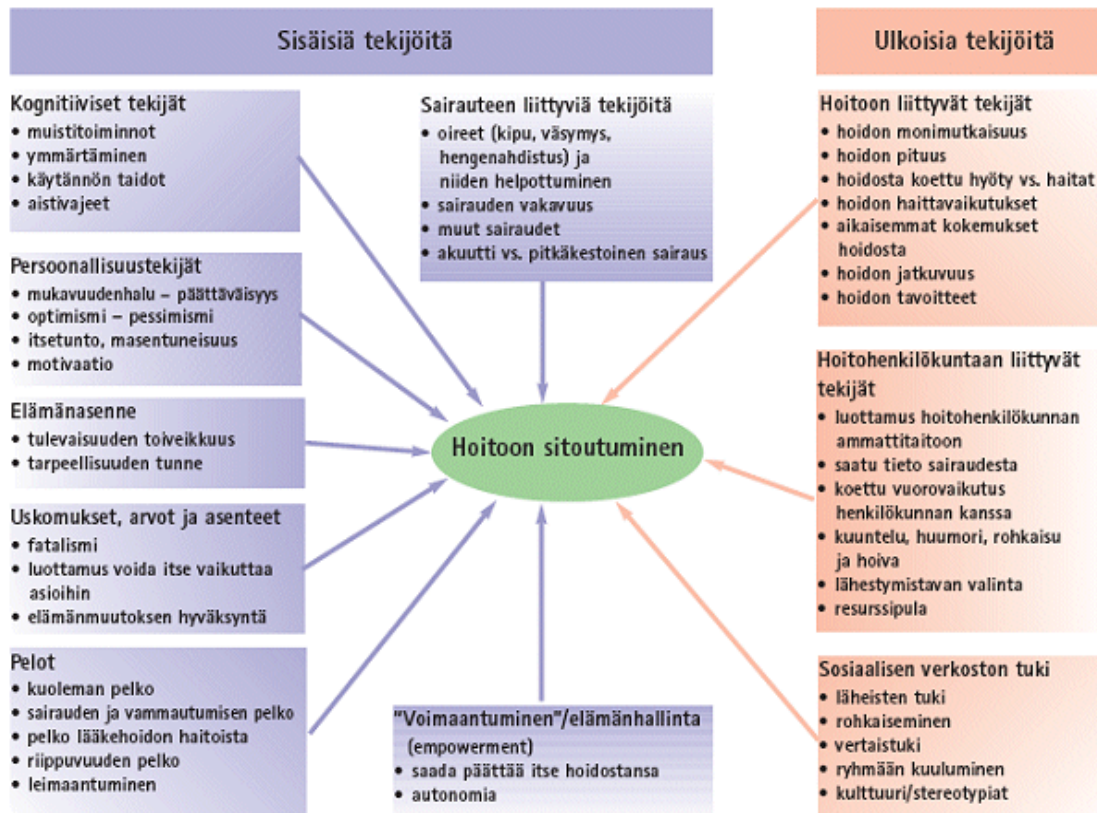 Sisäisiä tekijöitä
Kognitiiviset tekijät
• muistitoiminnot
• ymmärtäminen
• käytännön taidot
• aistivajeet
Persoonallisuustekijät
• mukavuudenhalu – päättäväisyys
• optimismi – pessimismi
• itsetunto, masentuneisuus
• motivaatio
Elämänasenne
• tulevaisuuden toiveikkuus
• tarpeellisuuden tunne
Uskomukset, arvot ja asenteet
• fatalismi
• luottamus voida itse vaikuttaa
asioihin
• elämänmuutoksen hyväksyntä
Pelot
• kuoleman pelko
• sairauden ja vammautumisen pelko
• pelko lääkehoidon haitoista
• riippuvuuden pelko
• leimaantuminen
Sairauteen liittyviä tekijöitä
• oireet (kipu, väsymys,
hengenahdistus) ja
niiden helpottuminen
• sairauden vakavuus
• muut sairaudet
• akuutti vs. pitkäkestoinen sairaus
Hoitoon sitoutuminen
"Voimaantuminen"/elämänhallinta
(empowerment)
• saada päättää itse hoidostansa
• autonomia
Ulkoisia tekijöitä
Hoitoon liittyvät tekijät
• hoidon monimutkaisuus
• hoidon pituus
• hoidosta koettu hyöty vs. haitat
• hoidon haittavaikutukset
• aikaisemmat kokemukset
hoidosta
• hoidon jatkuvuus
• hoidon tavoitteet
Hoitohenkilökuntaan liittyvät
tekijät
• luottamus hoitohenkilökunnan
ammattitaitoon
• saatu tieto sairaudesta
• koettu vuorovaikutus
henkilökunnan kanssa
• kuuntelu, huumori, rohkaisu
ja hoiva
• lähestymistavan valinta
• resurssipula
Sosiaalisen verkoston tuki
• läheisten tuki
• rohkaiseminen
• vertaistuki
• ryhmään kuuluminen
• kulttuuri/stereotypiat